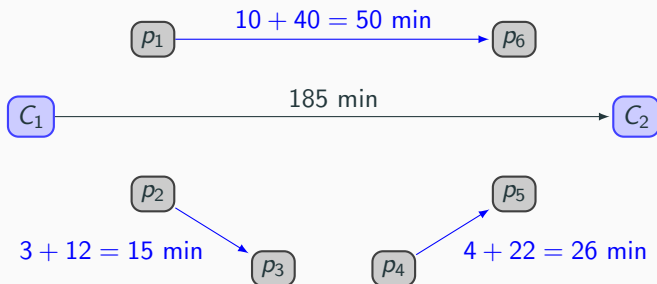 10 + 40 = 50 min
p₁ p₆
185 min
C₁ C₂
p₂ p₅
3 + 12 = 15 min 4 + 22 = 26 min
p₃ p₄